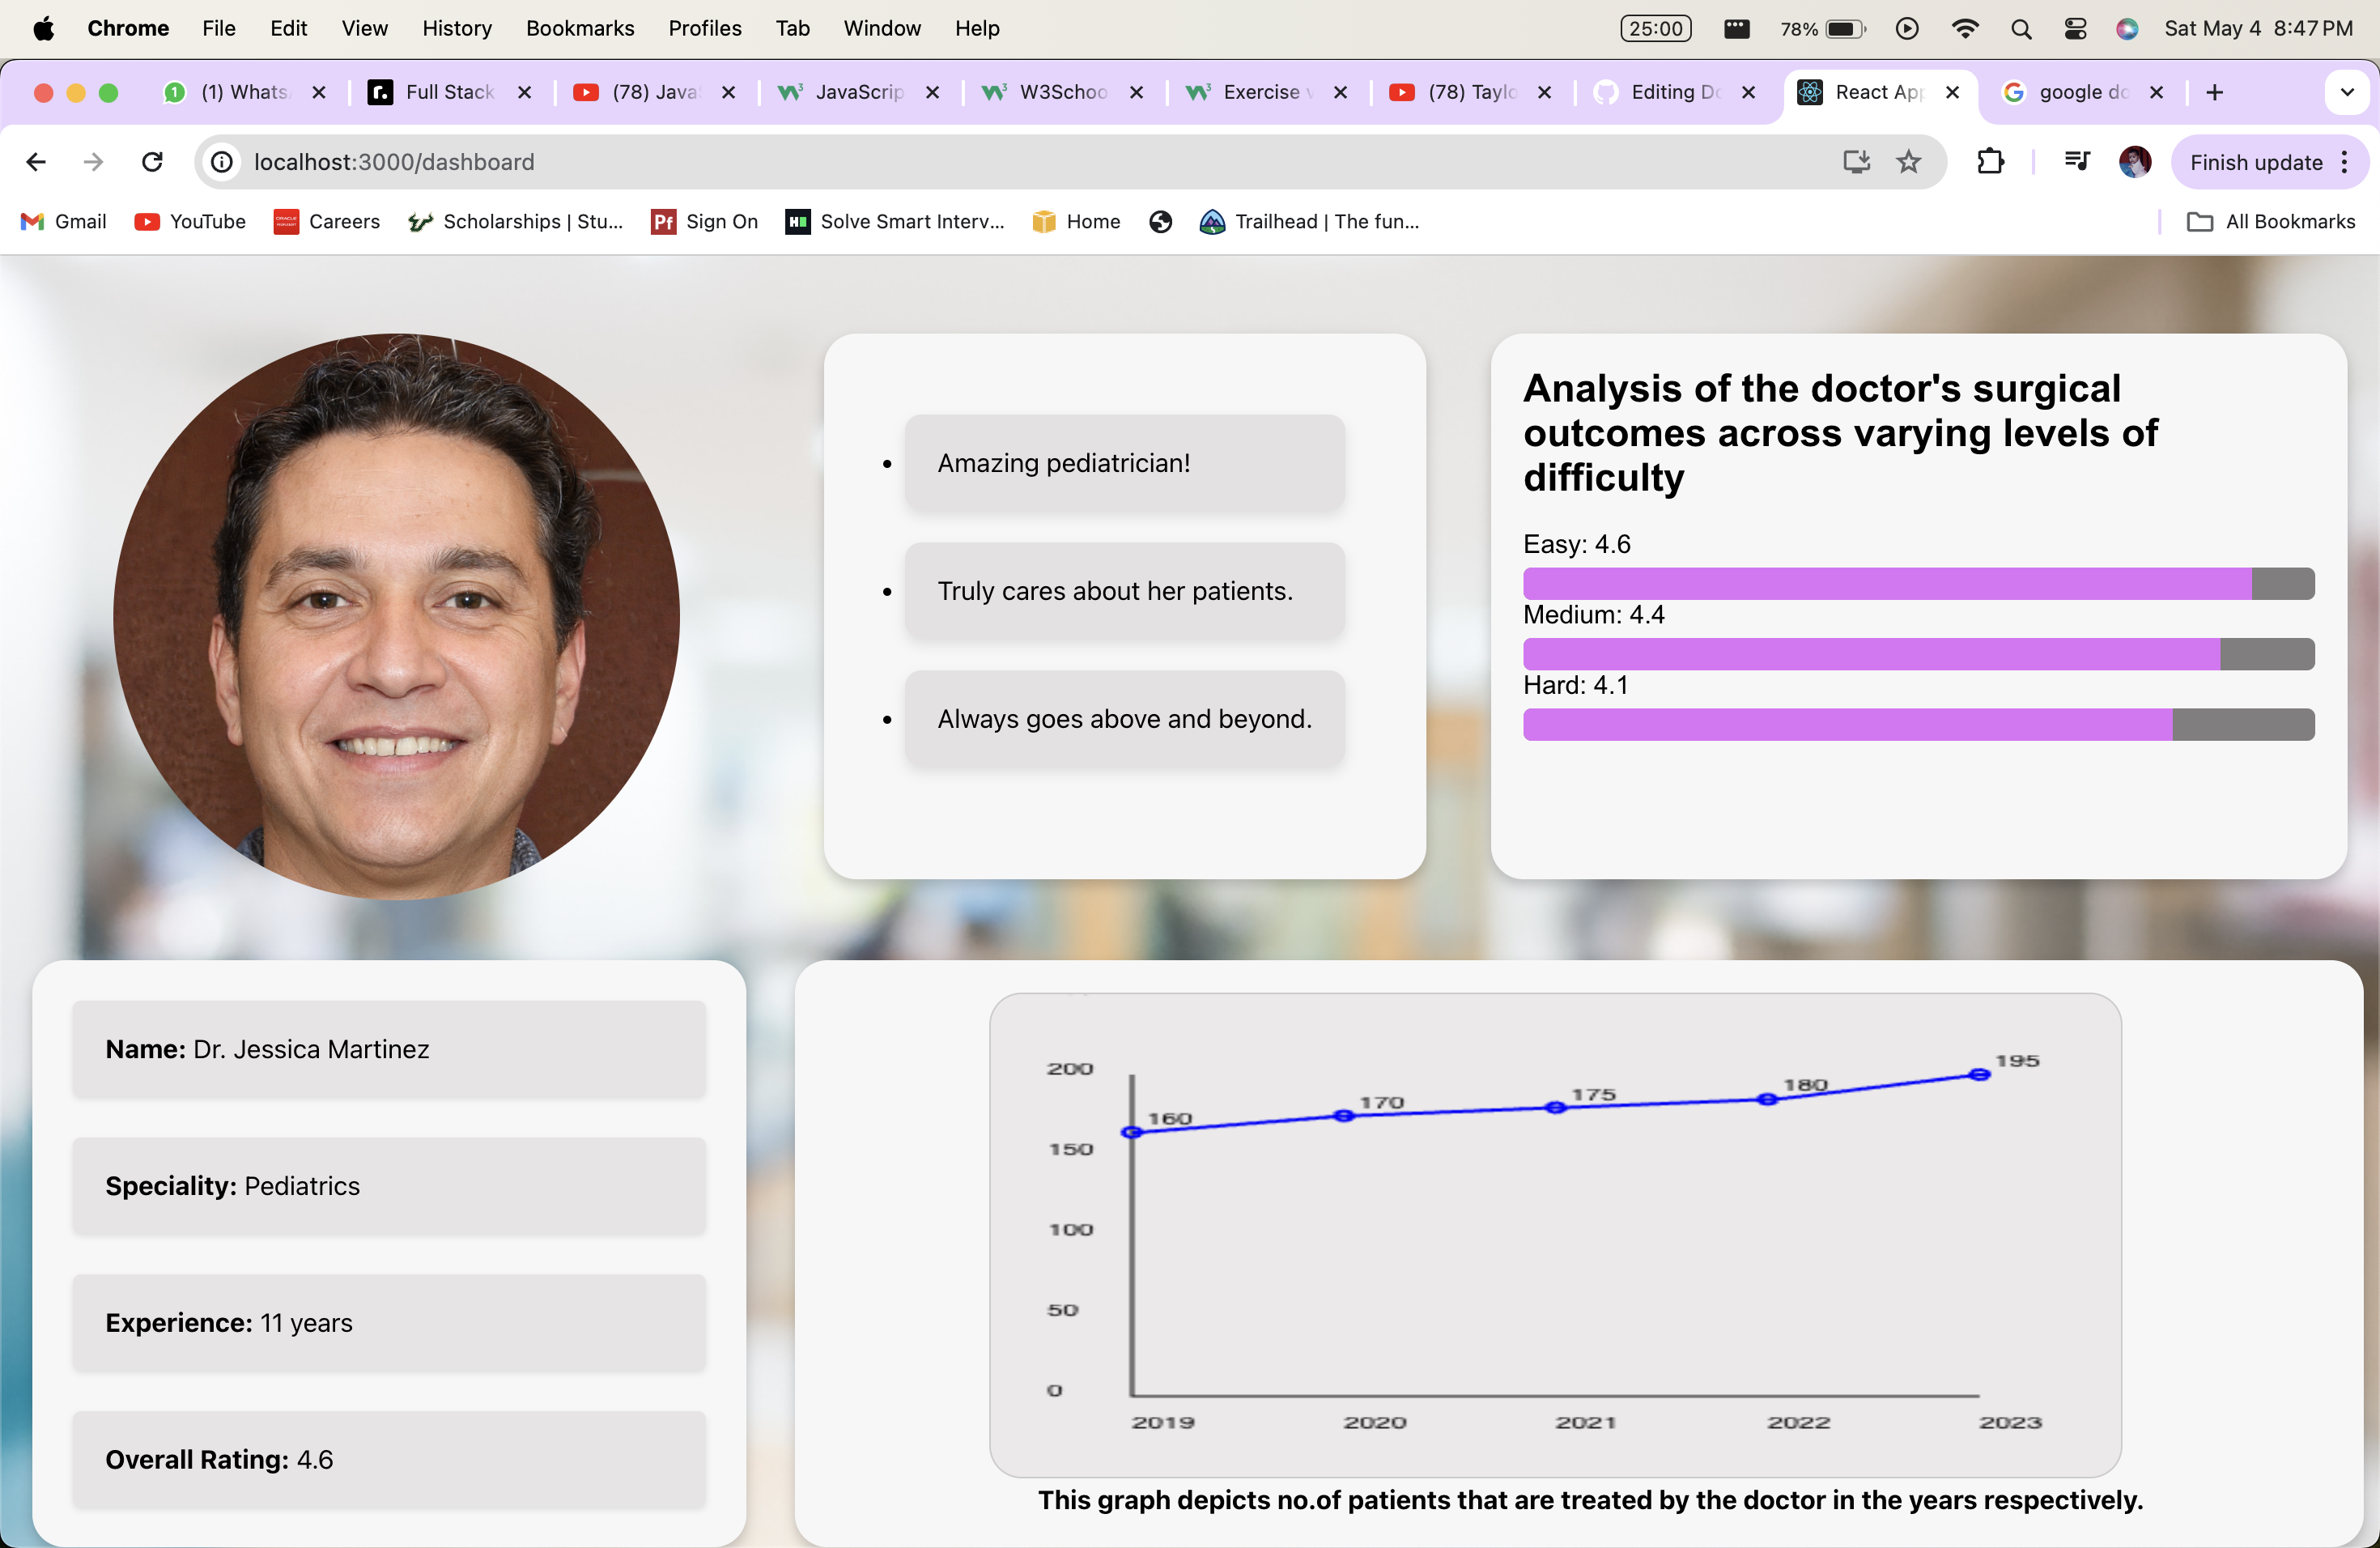 Chrome File Edit View History Bookmarks Profiles Tab Window Help 25:00 78% Sat May 4 8:47 PM
1 (1) Whats Full Stack (78) Java JavaScrip W3Schoo Exercise (78) Taylo Editing Do React App google do
localhost:3000/dashboard Finish update
Gmail YouTube Careers Scholarships | Stu... Pf Sign On Solve Smart Interv... Home Trailhead | The fun... All Bookmarks
Amazing pediatrician!
Truly cares about her patients.
Always goes above and beyond.
Analysis of the doctor's surgical
outcomes across varying levels of
difficulty
Easy: 4.6
Medium: 4.4
Hard: 4.1
Name: Dr. Jessica Martinez
Speciality: Pediatrics
Experience: 11 years
Overall Rating: 4.6
200
150
100
50
0
160 170 175 180 195
2019 2020 2021 2022 2023
This graph depicts no.of patients that are treated by the doctor in the years respectively.